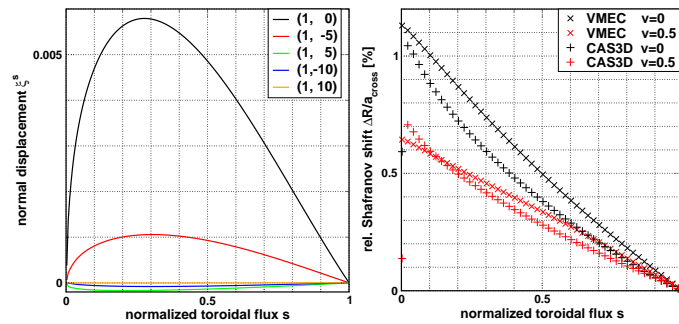 normal displacement ξˢ
0.005
0
(1, 0)
(1, -5)
(1, 5)
(1,-10)
(1, 10)
0
0.5
1
normalized toroidal flux s
rel. Shafranov shift ΔR/a_cross [%]
1
0.5
0
VMEC v=0
VMEC v=0.5
CAS3D v=0
CAS3D v=0.5
0
0.5
normalized toroidal flux s